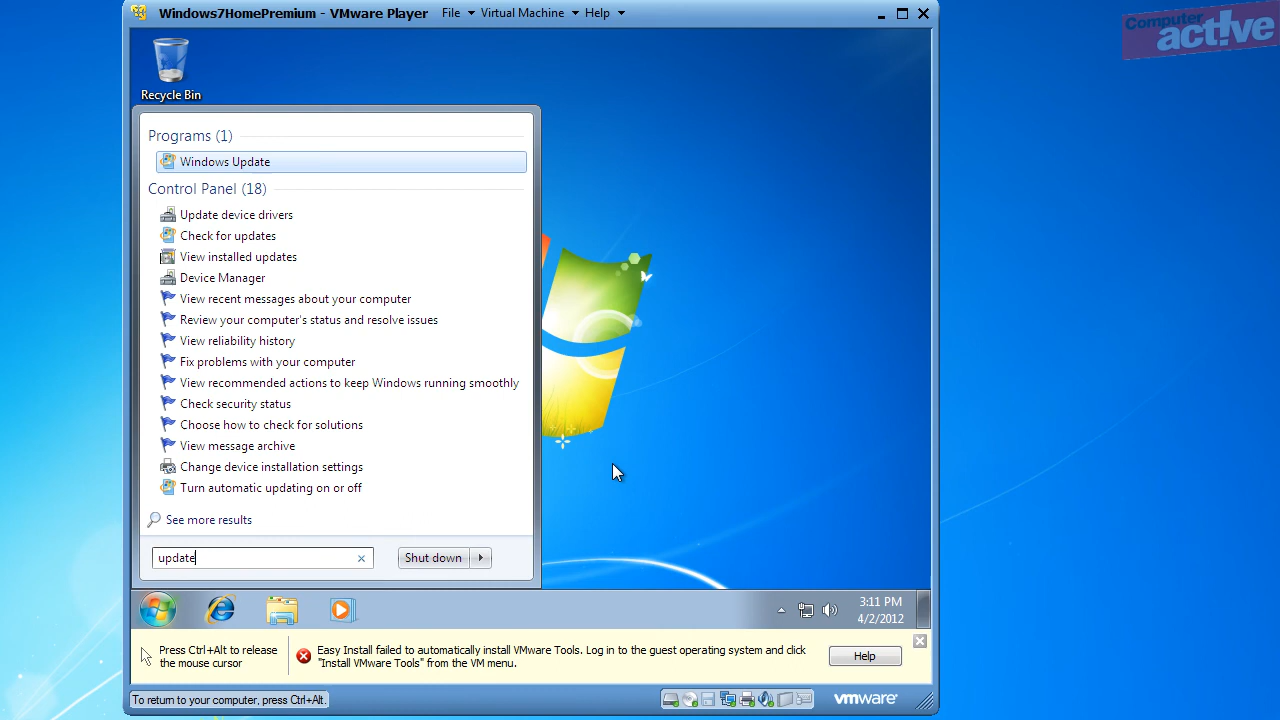 Windows7HomePremium - VMware Player File Virtual Machine Help
Computer
act!ve
Recycle Bin
Programs (1)
Windows Update
Control Panel (18)
Update device drivers
Check for updates
View installed updates
Device Manager
View recent messages about your computer
Review your computer's status and resolve issues
View reliability history
Fix problems with your computer
View recommended actions to keep Windows running smoothly
Check security status
Choose how to check for solutions
View message archive
Change device installation settings
Turn automatic updating on or off
See more results
update
Shut down
3:11 PM
4/2/2012
Press Ctrl+Alt to release
the mouse cursor
Easy Install failed to automatically install VMware Tools. Log in to the guest operating system and click
"Install VMware Tools" from the VM menu.
Help
To return to your computer, press Ctrl+Alt.
vmware